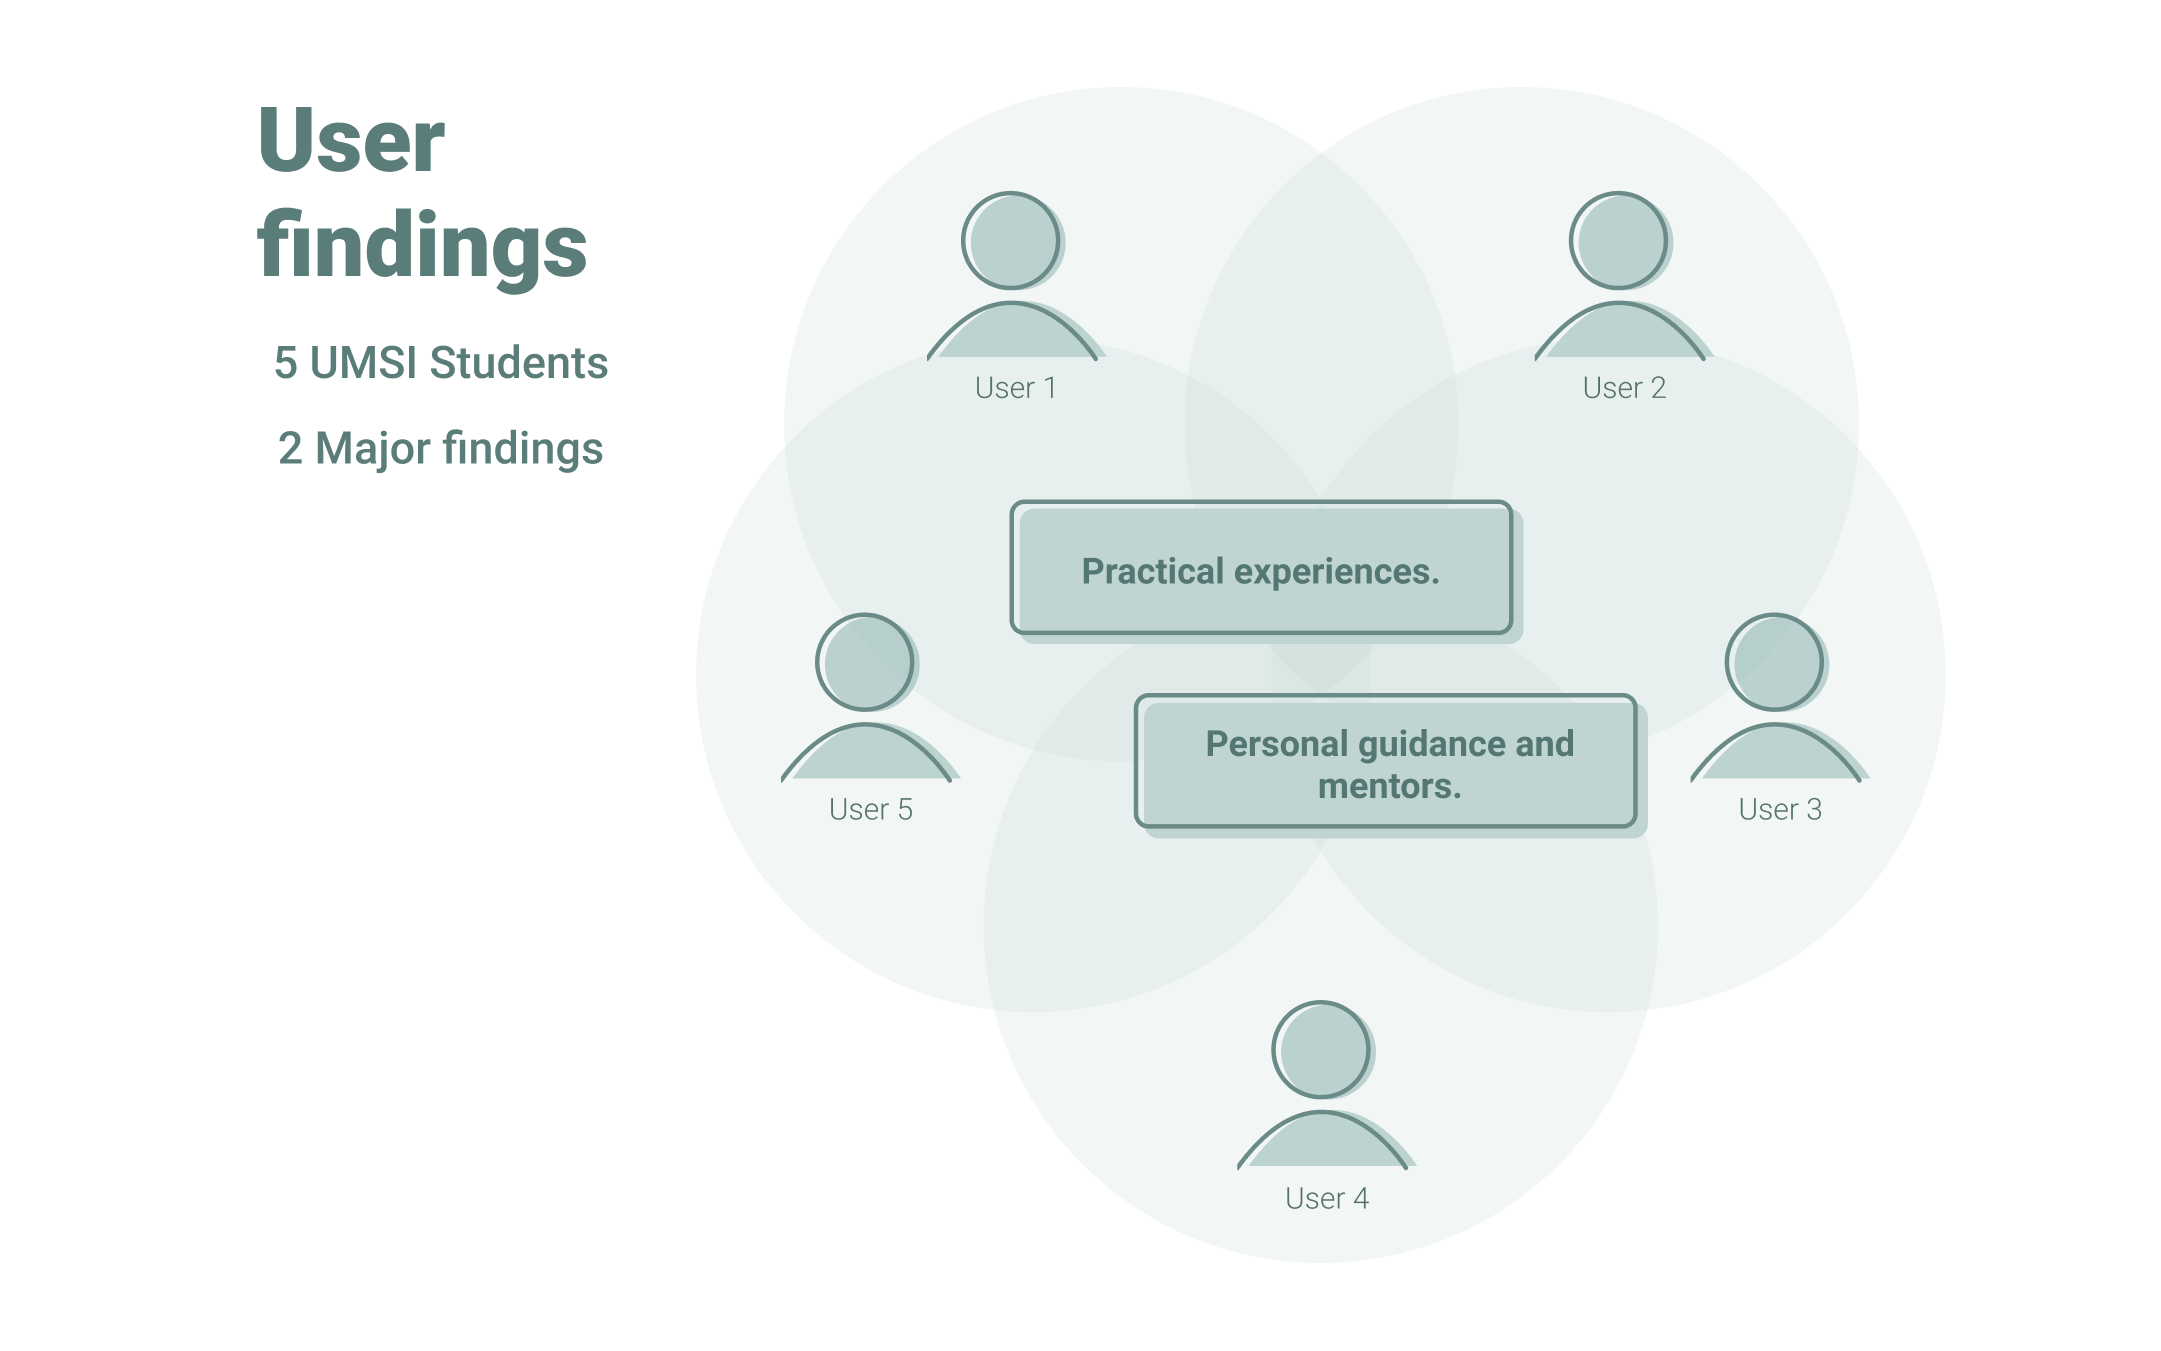 User
findings
5 UMSI Students
2 Major findings
User 1
User 2
Practical experiences.
Personal guidance and
mentors.
User 5
User 3
User 4